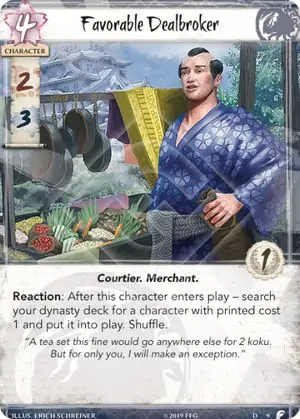 4
Favorable Dealbroker
CHARACTER
2
3
1
Courtier. Merchant.
Reaction: After this character enters play – search
your dynasty deck for a character with printed cost
1 and put it into play. Shuffle.
“A tea set this fine would go anywhere else for 2 koku.
But for only you, I will make an exception.”
ILLUS. ERICH SCHREINER ©2019 FFG D 9